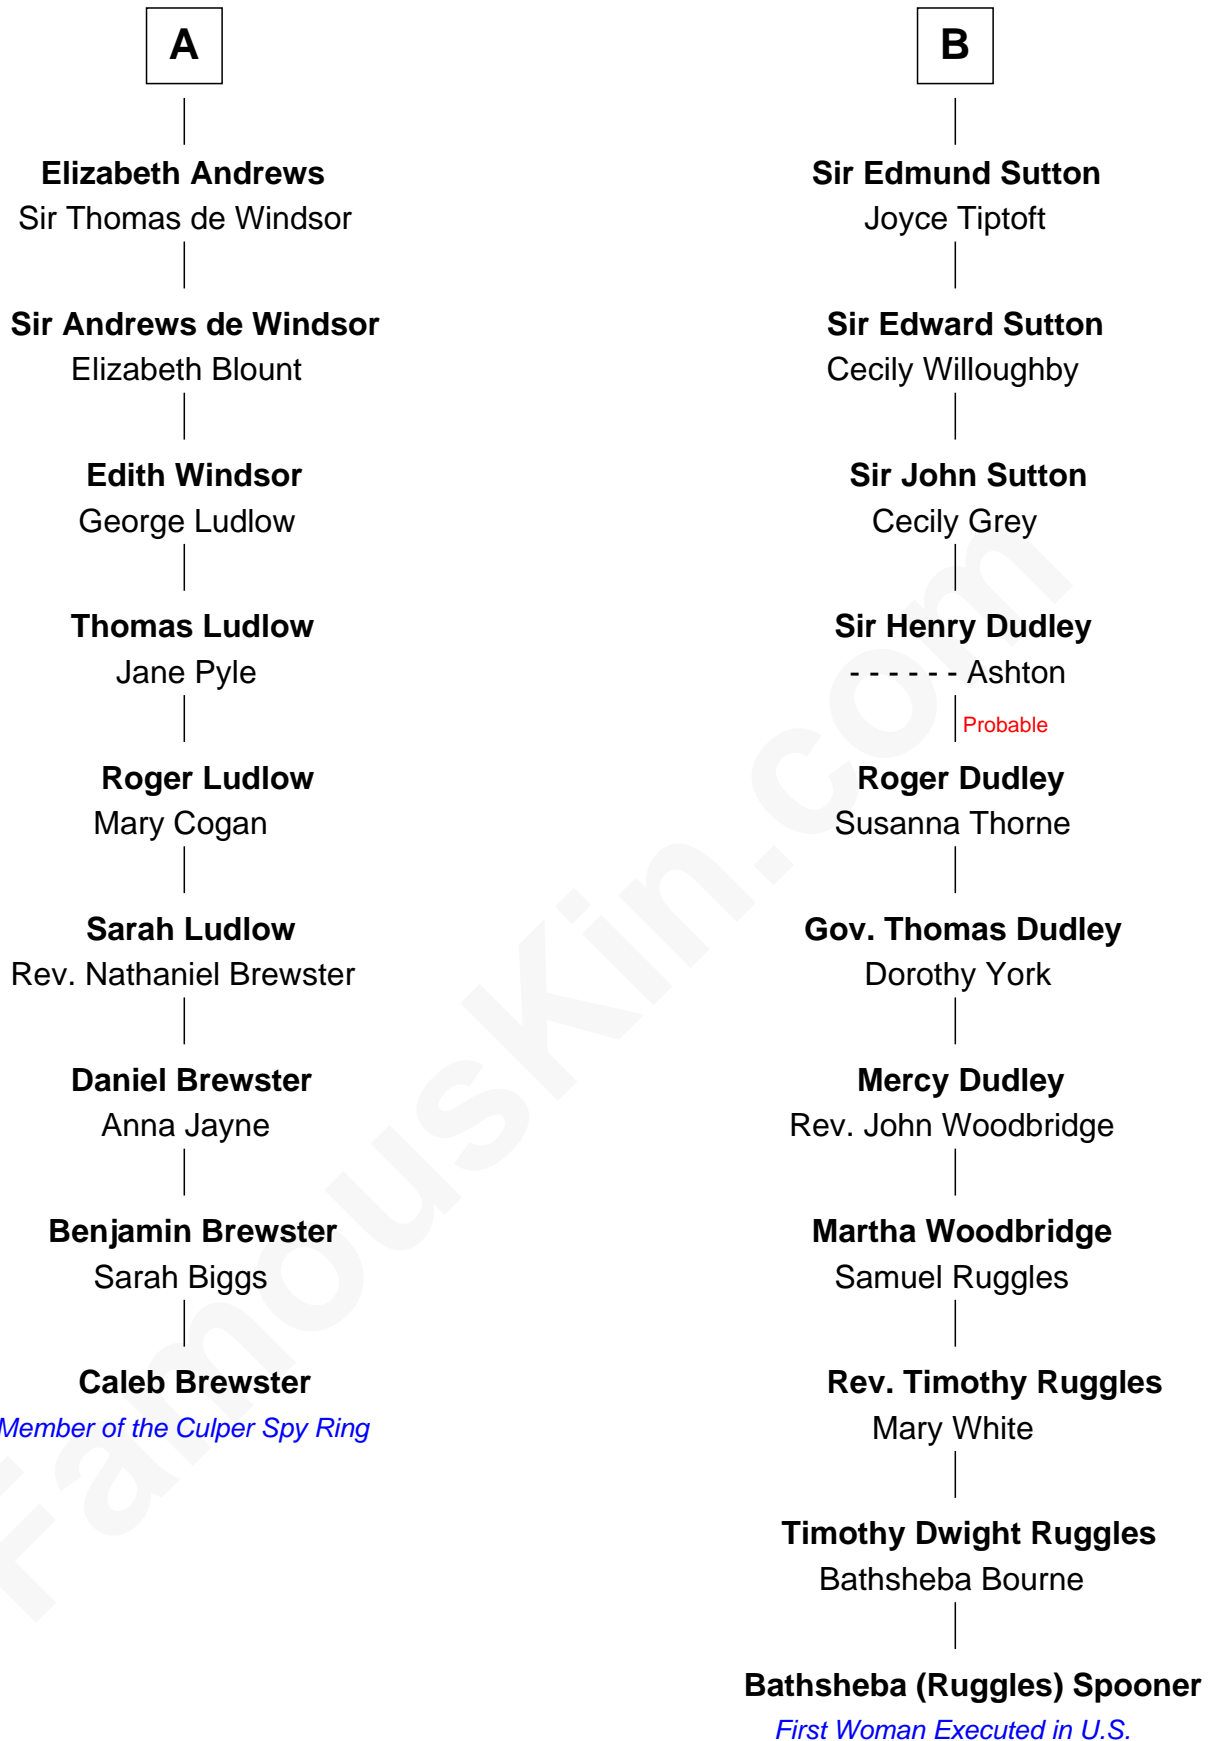 A
Elizabeth Andrews
Sir Thomas de Windsor
Sir Andrews de Windsor
Elizabeth Blount
Edith Windsor
George Ludlow
Thomas Ludlow
Jane Pyle
Roger Ludlow
Mary Cogan
Sarah Ludlow
Rev. Nathaniel Brewster
Daniel Brewster
Anna Jayne
Benjamin Brewster
Sarah Biggs
Caleb Brewster
Member of the Culper Spy Ring
B
Sir Edmund Sutton
Joyce Tiptoft
Sir Edward Sutton
Cecily Willoughby
Sir John Sutton
Cecily Grey
Sir Henry Dudley
- - - - - - Ashton
Probable
Roger Dudley
Susanna Thorne
Gov. Thomas Dudley
Dorothy York
Mercy Dudley
Rev. John Woodbridge
Martha Woodbridge
Samuel Ruggles
Rev. Timothy Ruggles
Mary White
Timothy Dwight Ruggles
Bathsheba Bourne
Bathsheba (Ruggles) Spooner
First Woman Executed in U.S.
FamousKin.com